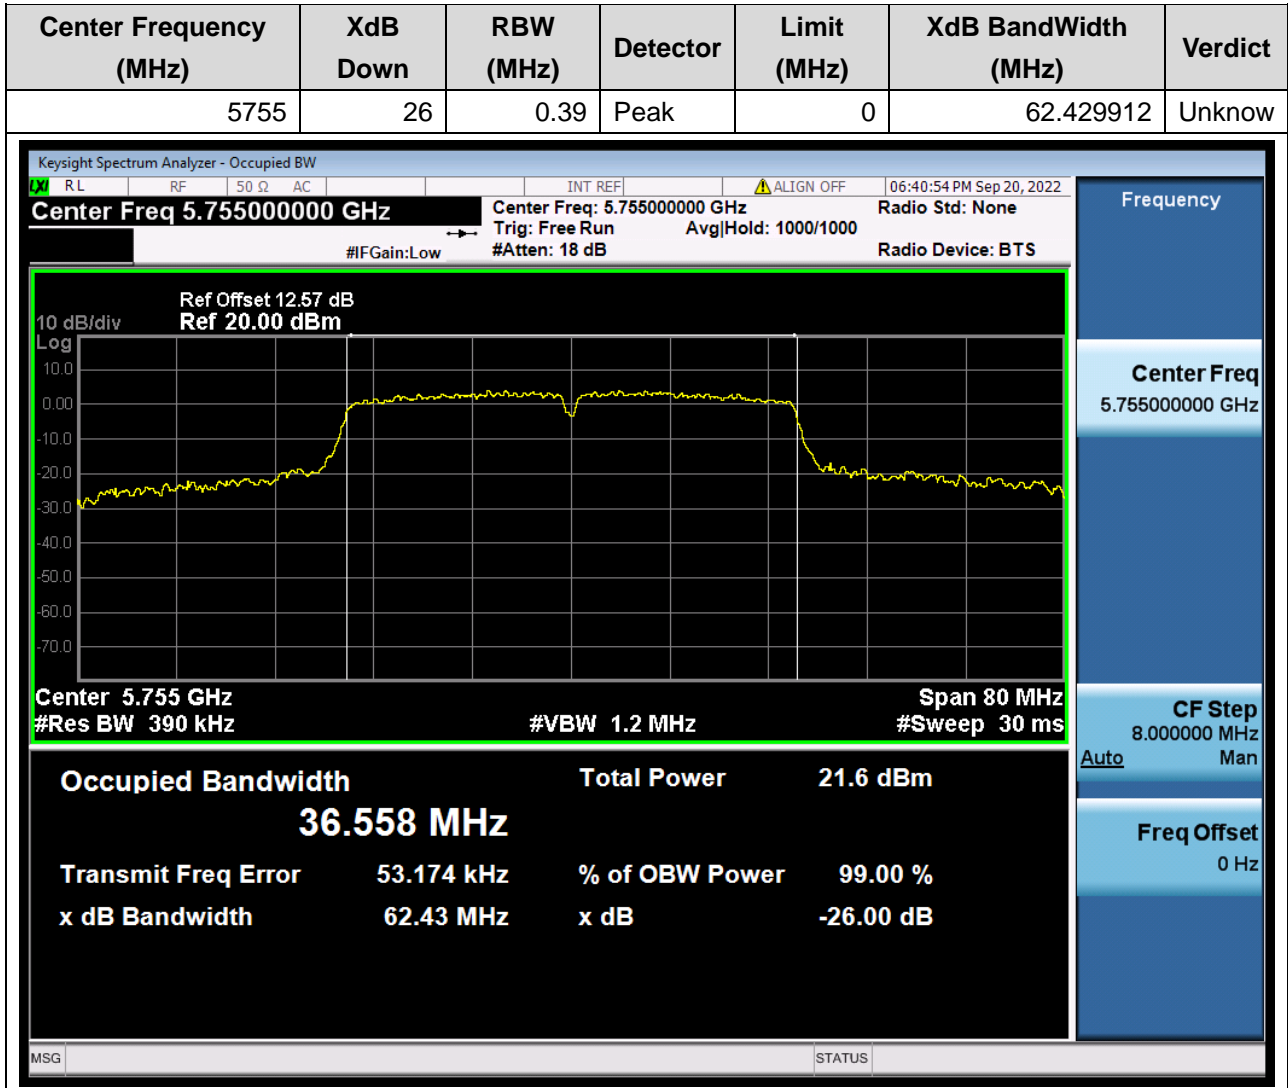 Center Frequency (MHz) XdB Down RBW (MHz) Detector Limit (MHz) XdB BandWidth (MHz) Verdict
5755 26 0.39 Peak 0 62.429912 Unknow
Keysight Spectrum Analyzer - Occupied BW
LXI RL RF 50 Ω AC INT REF ALIGN OFF 06:40:54 PM Sep 20, 2022
Center Freq 5.755000000 GHz
Center Freq: 5.755000000 GHz
Radio Std: None
Trig: Free Run Avg|Hold: 1000/1000
#IFGain:Low #Atten: 18 dB Radio Device: BTS
Ref Offset 12.57 dB
10 dB/div Ref 20.00 dBm
Log
10.0
0.00
-10.0
-20.0
-30.0
-40.0
-50.0
-60.0
-70.0
Center 5.755 GHz Span 80 MHz
#Res BW 390 kHz #VBW 1.2 MHz #Sweep 30 ms
Occupied Bandwidth Total Power 21.6 dBm
36.558 MHz
Transmit Freq Error 53.174 kHz % of OBW Power 99.00 %
x dB Bandwidth 62.43 MHz x dB -26.00 dB
MSG STATUS
Frequency
Center Freq
5.755000000 GHz
CF Step
8.000000 MHz
Auto Man
Freq Offset
0 Hz